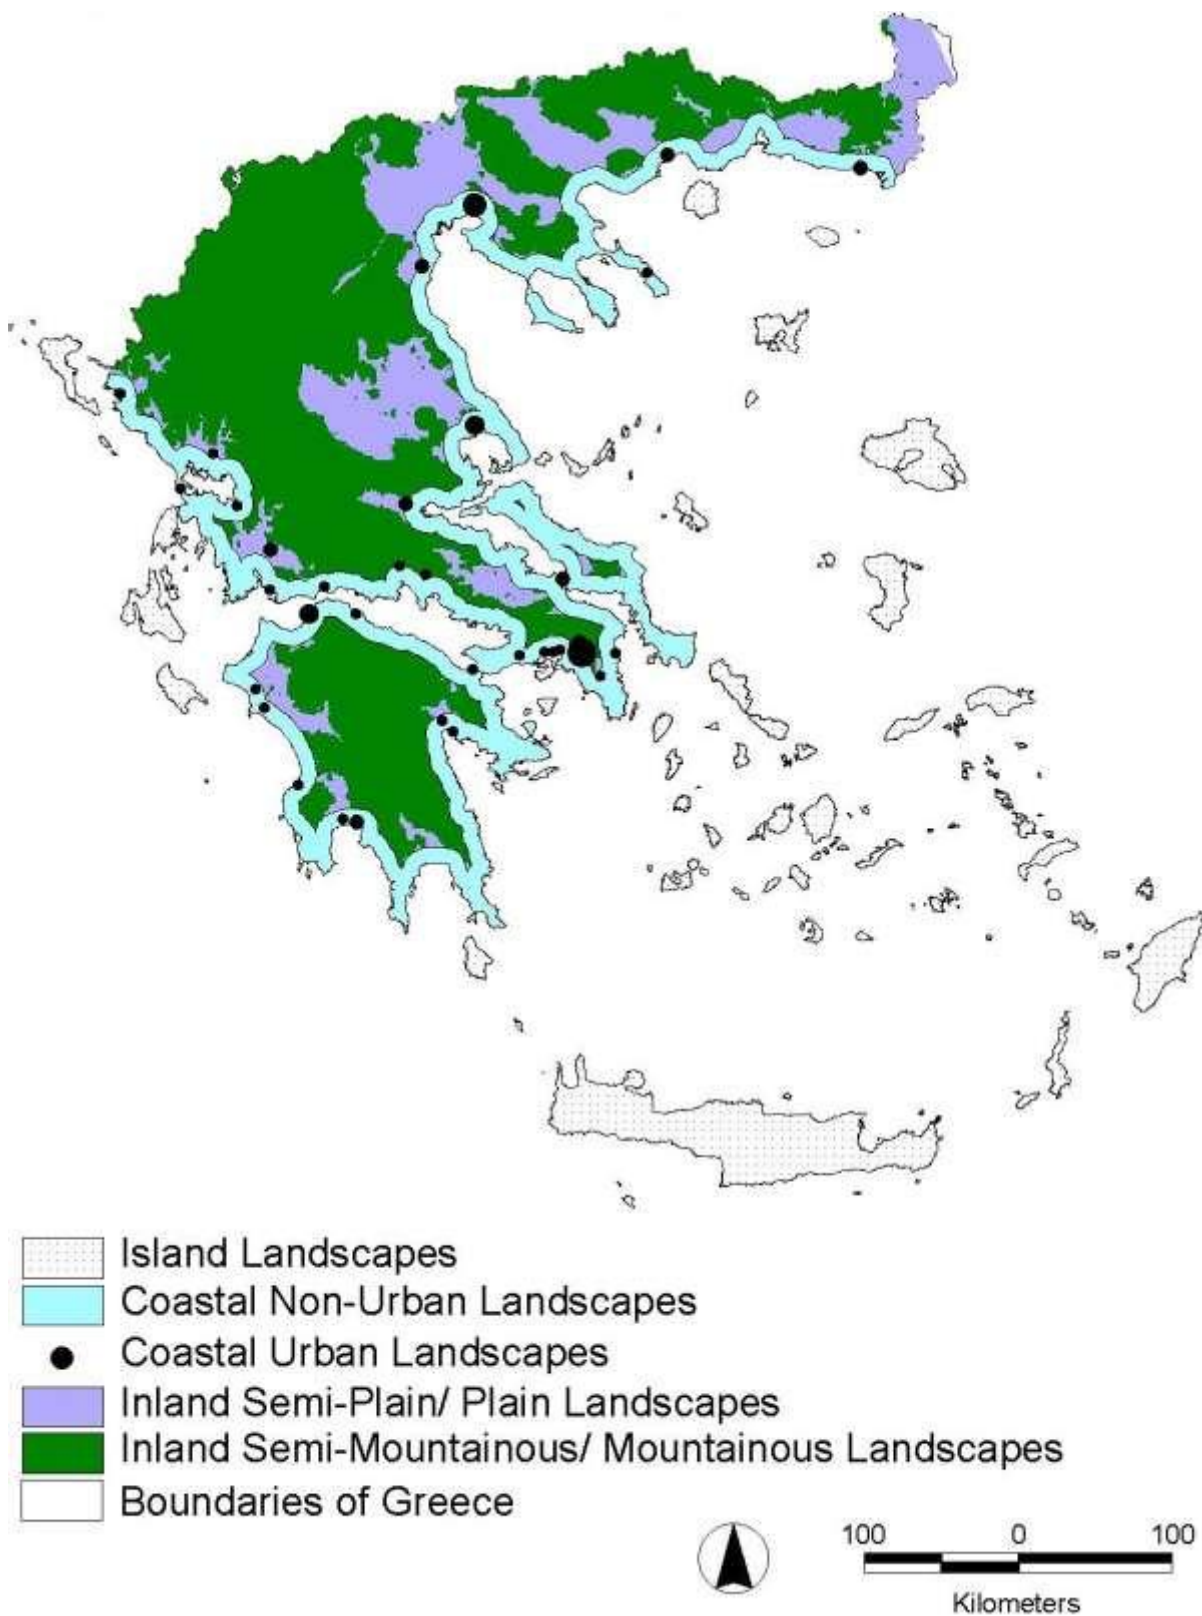 Island Landscapes
Coastal Non-Urban Landscapes
Coastal Urban Landscapes
Inland Semi-Plain/ Plain Landscapes
Inland Semi-Mountainous/ Mountainous Landscapes
Boundaries of Greece
100 0 100
Kilometers